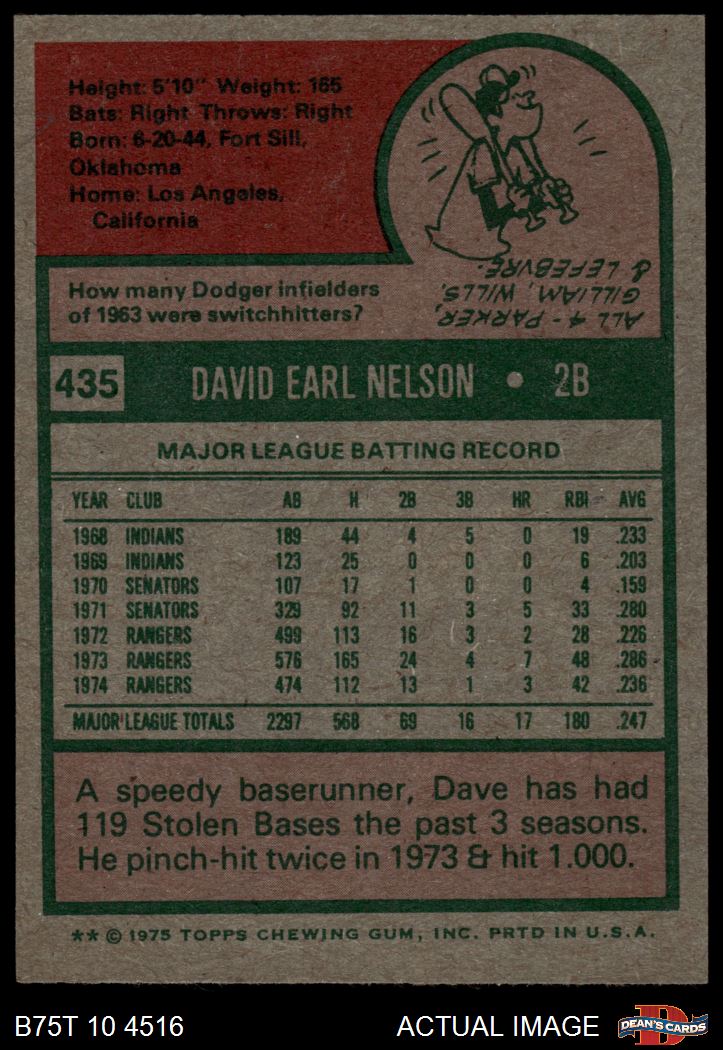 Height: 5'10" Weight: 165
Bats: Right Throws: Right
Born: 6-20-44, Fort Sill,
Oklahoma
Home: Los Angeles,
California
How many Dodger infielders
of 1963 were switchhitters?
ALL 4 - PARKER,
GILLIAM, WILLS,
& LEFEBVRE.
435 DAVID EARL NELSON • 2B
MAJOR LEAGUE BATTING RECORD
YEAR CLUB AB H 2B 3B HR RBI AVG
1968 INDIANS 189 44 4 5 0 19 .233
1969 INDIANS 123 25 0 0 0 6 .203
1970 SENATORS 107 17 1 0 0 4 .159
1971 SENATORS 329 92 11 3 5 33 .280
1972 RANGERS 499 113 16 3 2 28 .226
1973 RANGERS 576 165 24 4 7 48 .286
1974 RANGERS 474 112 13 1 3 42 .236
MAJOR LEAGUE TOTALS 2297 568 69 16 17 180 .247
A speedy baserunner, Dave has had
119 Stolen Bases the past 3 seasons.
He pinch-hit twice in 1973 & hit 1.000.
** © 1975 TOPPS CHEWING GUM, INC. PRTD IN U.S.A.
B75T 10 4516 ACTUAL IMAGE
D
DEAN'S CARDS